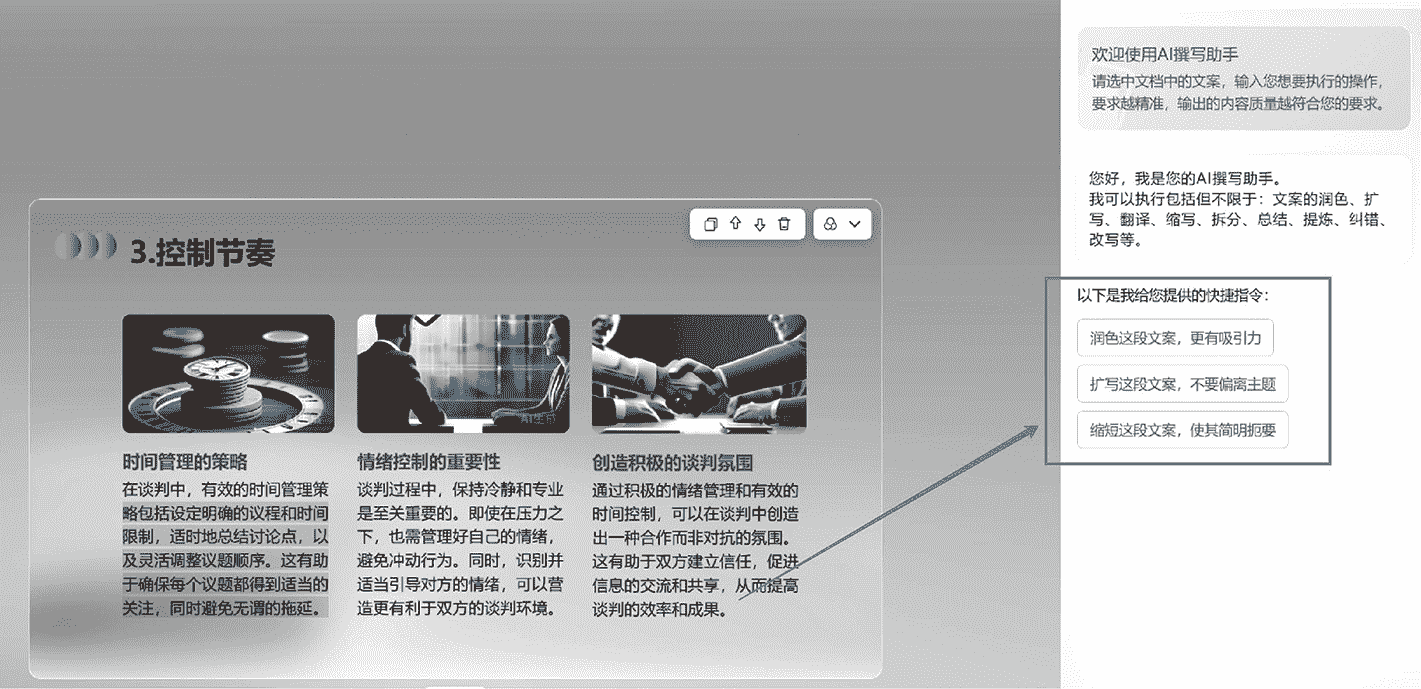 欢迎使用AI撰写助手
请选中文档中的文案，输入您想要执行的操作，
要求越精准，输出的内容质量越符合您的要求。
您好，我是您的AI撰写助手。
我可以执行包括但不限于：文案的润色、扩
写、翻译、缩写、拆分、总结、提炼、纠错、
改写等。
以下是我给您提供的快捷指令：
润色这段文案，更有吸引力
扩写这段文案，不要偏离主题
缩短这段文案，使其简明扼要
3.控制节奏
时间管理的策略
在谈判中，有效的时间管理策
略包括设定明确的议程和时间
限制，适时地总结讨论点，以
及灵活调整议题顺序。这有助
于确保每个议题都得到适当的
关注，同时避免无谓的拖延。
情绪控制的重要性
谈判过程中，保持冷静和专业
是至关重要的。即使在压力之
下，也需管理好自己的情绪，
避免冲动行为。同时，识别并
适当引导对方的情绪，可以营
造更有利于双方的谈判环境。
创造积极的谈判氛围
通过积极的情绪管理和有效的
时间控制，可以在谈判中创造
出一种合作而非对抗的氛围。
这有助于双方建立信任，促进
信息的交流和共享，从而提高
谈判的效率和成果。